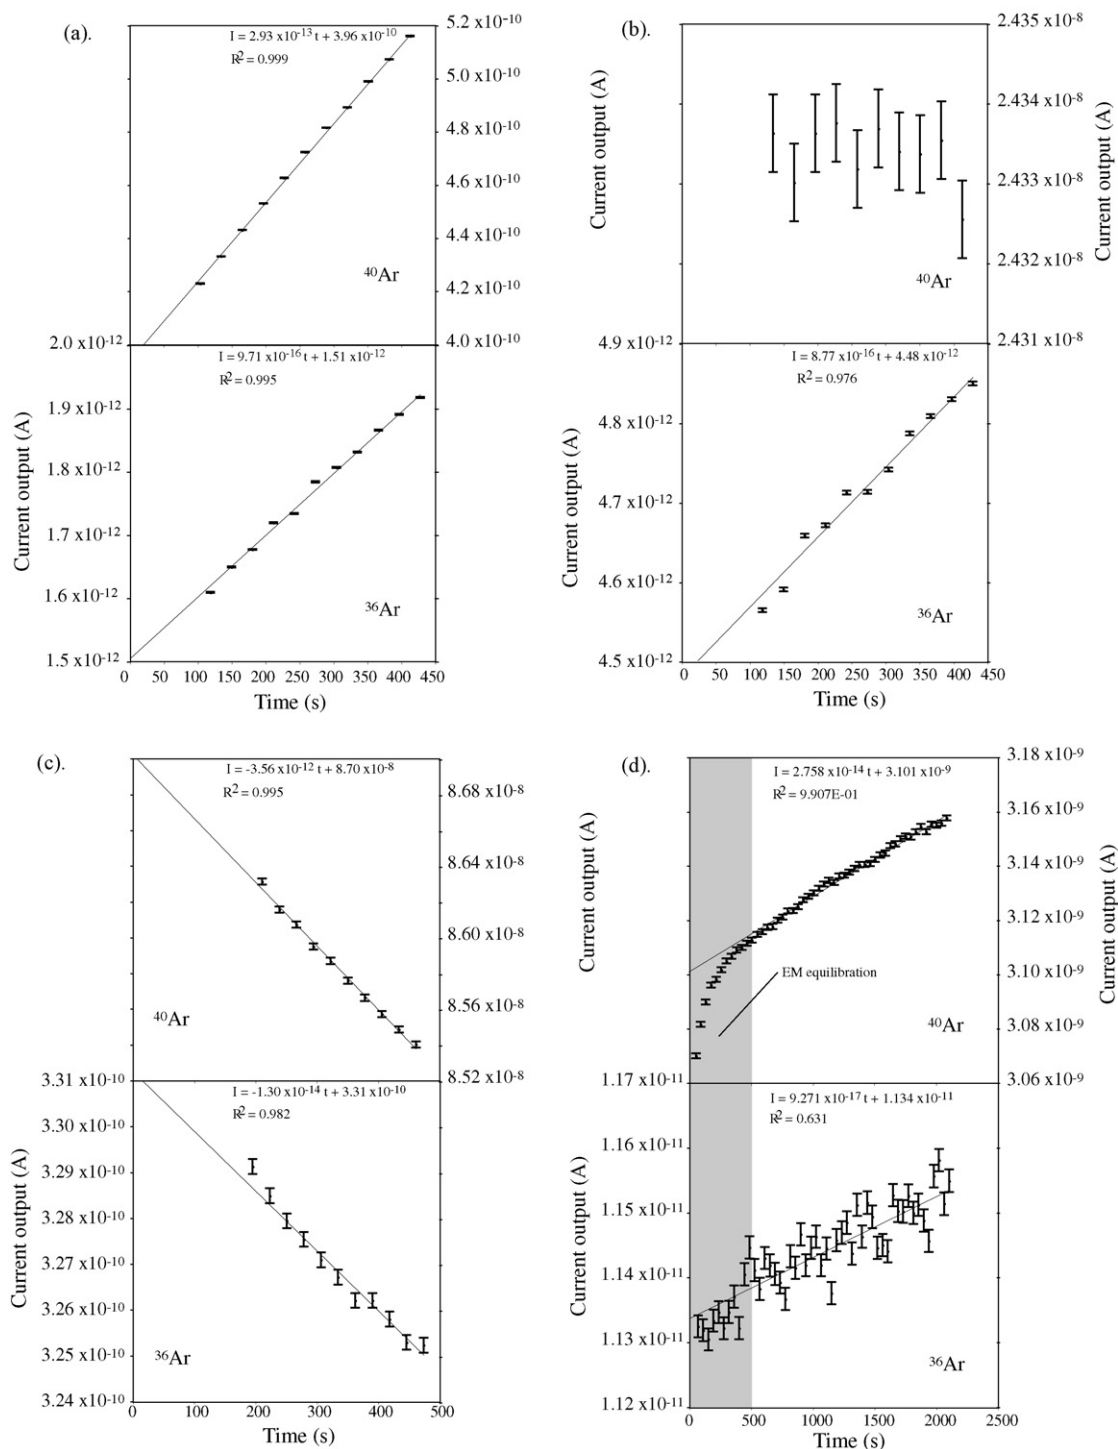 (a).
I = 2.93 x10-13 t + 3.96 x10-10
R2 = 0.999
5.2 x10-10
5.0 x10-10
4.8 x10-10
4.6 x10-10
4.4 x10-10
4.2 x10-10
4.0 x10-10
40Ar
2.0 x10-12
1.9 x10-12
1.8 x10-12
1.7 x10-12
1.6 x10-12
1.5 x10-12
Current output (A)
I = 9.71 x10-16 t + 1.51 x10-12
R2 = 0.995
36Ar
0 50 100 150 200 250 300 350 400 450
Time (s)
(b).
Current output (A)
2.435 x10-8
2.434 x10-8
2.433 x10-8
2.432 x10-8
2.431 x10-8
Current output (A)
40Ar
4.9 x10-12
4.8 x10-12
4.7 x10-12
4.6 x10-12
4.5 x10-12
Current output (A)
I = 8.77 x10-16 t + 4.48 x10-12
R2 = 0.976
36Ar
0 50 100 150 200 250 300 350 400 450
Time (s)
(c).
I = -3.56 x10-12 t + 8.70 x10-8
R2 = 0.995
8.68 x10-8
8.64 x10-8
8.60 x10-8
8.56 x10-8
8.52 x10-8
40Ar
3.31 x10-10
3.30 x10-10
3.29 x10-10
3.28 x10-10
3.27 x10-10
3.26 x10-10
3.25 x10-10
3.24 x10-10
Current output (A)
I = -1.30 x10-14 t + 3.31 x10-10
R2 = 0.982
36Ar
0 100 200 300 400 500
Time (s)
(d).
Current output (A)
I = 2.758 x10-14 t + 3.101 x10-9
R2 = 9.907E-01
3.18 x10-9
3.16 x10-9
3.14 x10-9
3.12 x10-9
3.10 x10-9
3.08 x10-9
3.06 x10-9
Current output (A)
EM equilibration
40Ar
1.17 x10-11
1.16 x10-11
1.15 x10-11
1.14 x10-11
1.13 x10-11
1.12 x10-11
Current output (A)
I = 9.271 x10-17 t + 1.134 x10-11
R2 = 0.631
36Ar
0 500 1000 1500 2000 2500
Time (s)